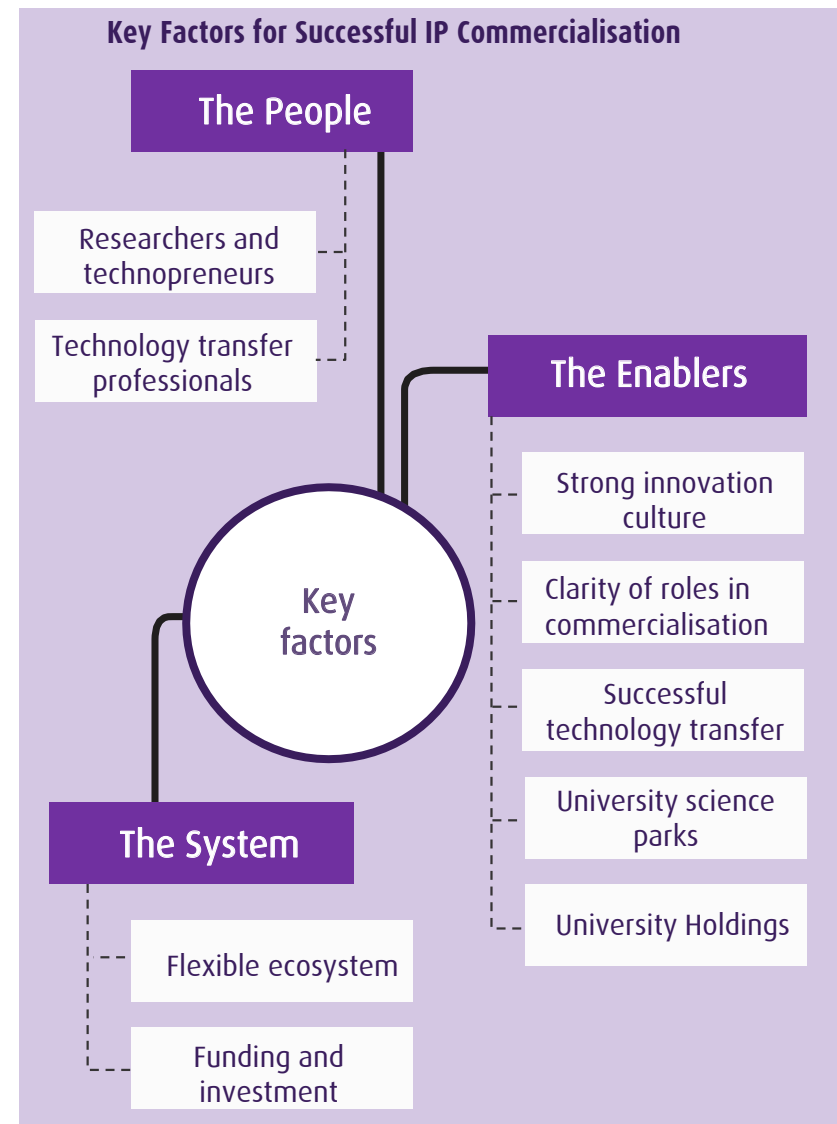 Key Factors for Successful IP Commercialisation
The People
Researchers and
technopreneurs
Technology transfer
professionals
The Enablers
Strong innovation
culture
Clarity of roles in
commercialisation
Successful
technology transfer
University science
parks
University Holdings
Key
factors
The System
Flexible ecosystem
Funding and
investment